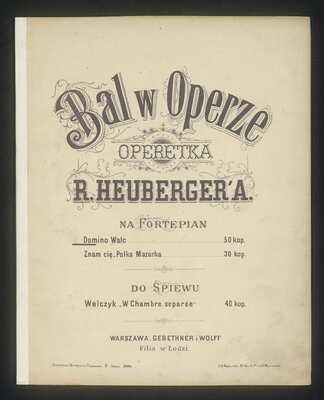 Bal w Operze
OPERETKA
R. HEUBERGER'A.
NA FORTEPIAN
Domino Walc 50 kop.
Znam cię, Polka Mazurka 30 kop.
DO ŚPIEWU
Walczyk „W Chambre separée" 40 kop.
WARSZAWA, GEBETHNER i WOLFF
Filia w Łodzi